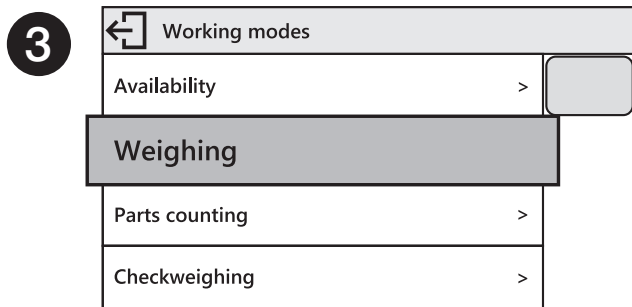 3
Working modes
Availability >
Weighing
Parts counting >
Checkweighing >